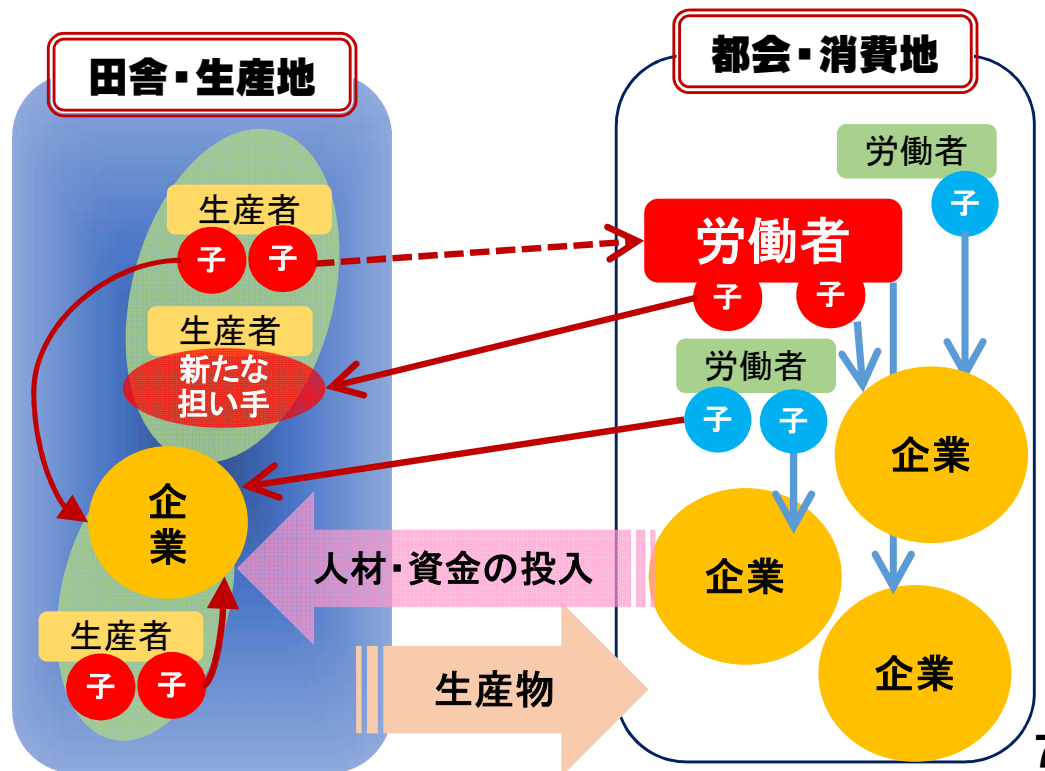 田舎・生産地
生産者
子
子
生産者
新たな
担い手
企
業
生産者
子
子
人材・資金の投入
生産物
都会・消費地
労働者
子
労働者
子
子
労働者
子
子
企業
企業
企業
7